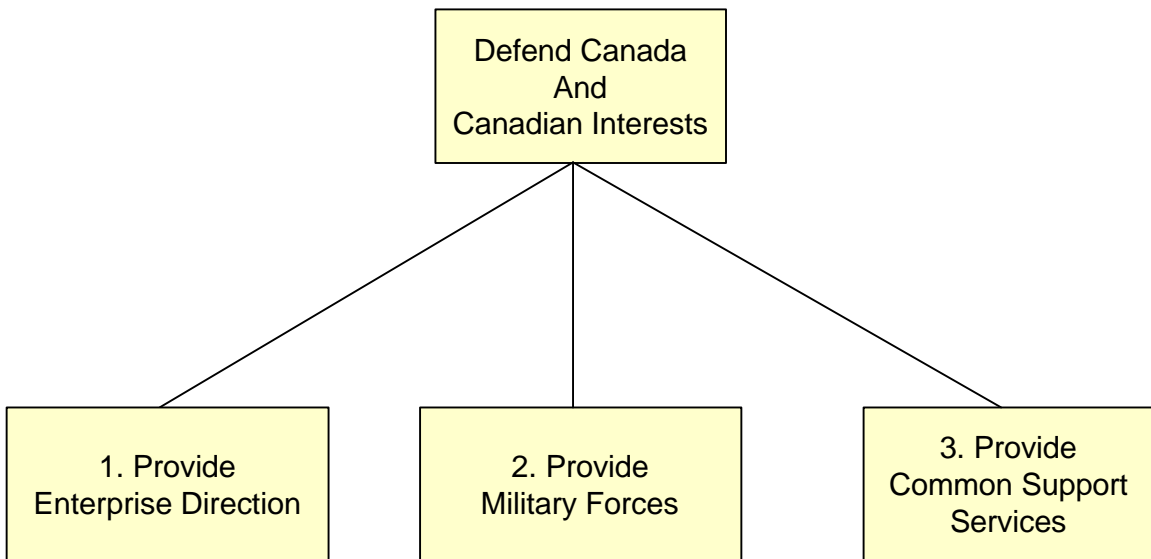 Defend Canada
And
Canadian Interests
1. Provide
Enterprise Direction
2. Provide
Military Forces
3. Provide
Common Support
Services